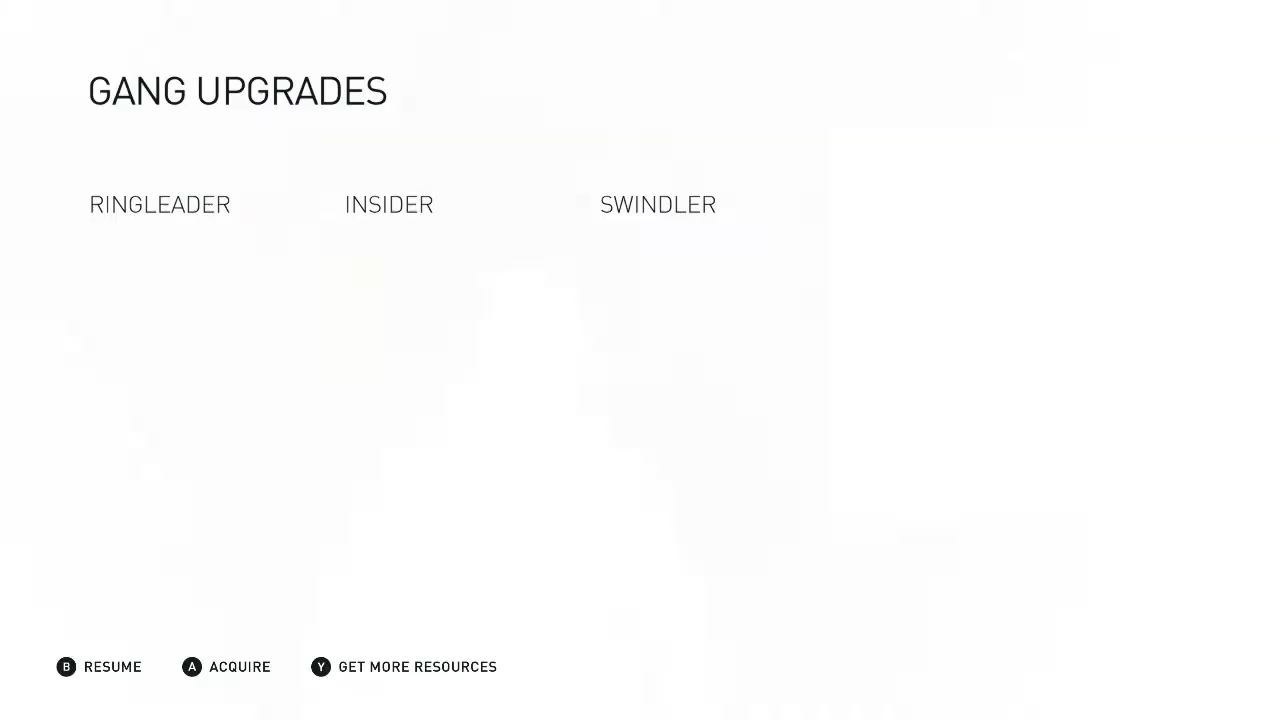 GANG UPGRADES
RINGLEADER INSIDER SWINDLER
B RESUME A ACQUIRE Y GET MORE RESOURCES